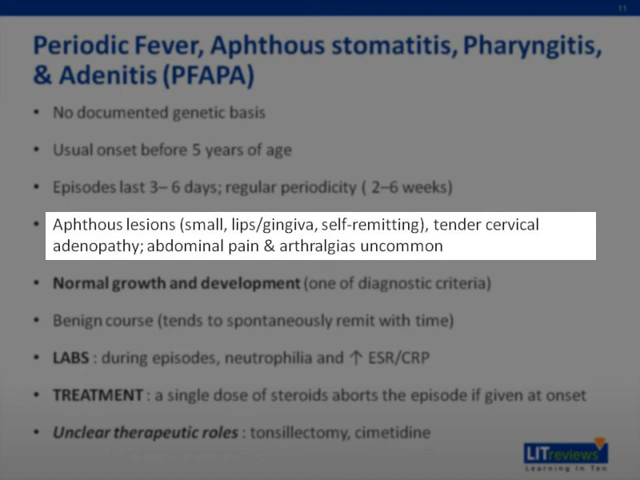 11
Periodic Fever, Aphthous stomatitis, Pharyngitis,
& Adenitis (PFAPA)
• No documented genetic basis
• Usual onset before 5 years of age
• Episodes last 3– 6 days; regular periodicity ( 2–6 weeks)
• Aphthous lesions (small, lips/gingiva, self-remitting), tender cervical
adenopathy; abdominal pain & arthralgias uncommon
• Normal growth and development (one of diagnostic criteria)
• Benign course (tends to spontaneously remit with time)
• LABS : during episodes, neutrophilia and ↑ ESR/CRP
• TREATMENT : a single dose of steroids aborts the episode if given at onset
• Unclear therapeutic roles : tonsillectomy, cimetidine
LITreviews
Learning in Ten